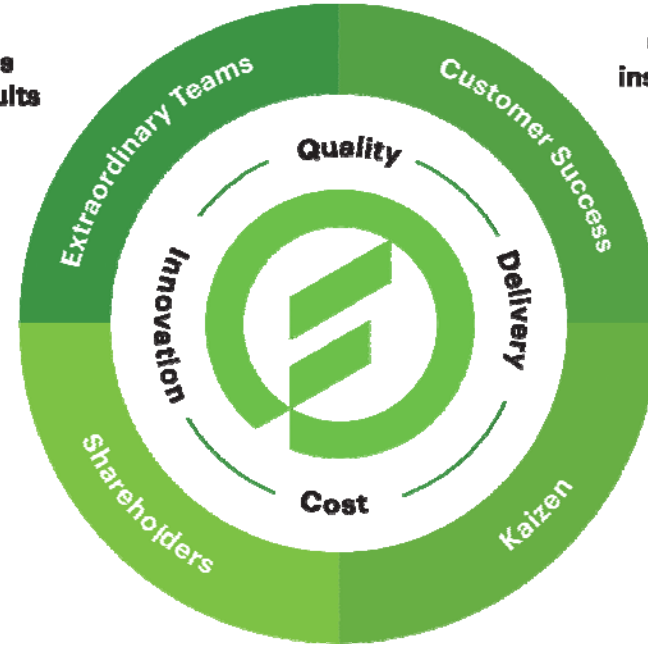 Extraordinary Teams
Customer Success
Quality
Innovation
Delivery
Cost
Shareholders
Kaizen